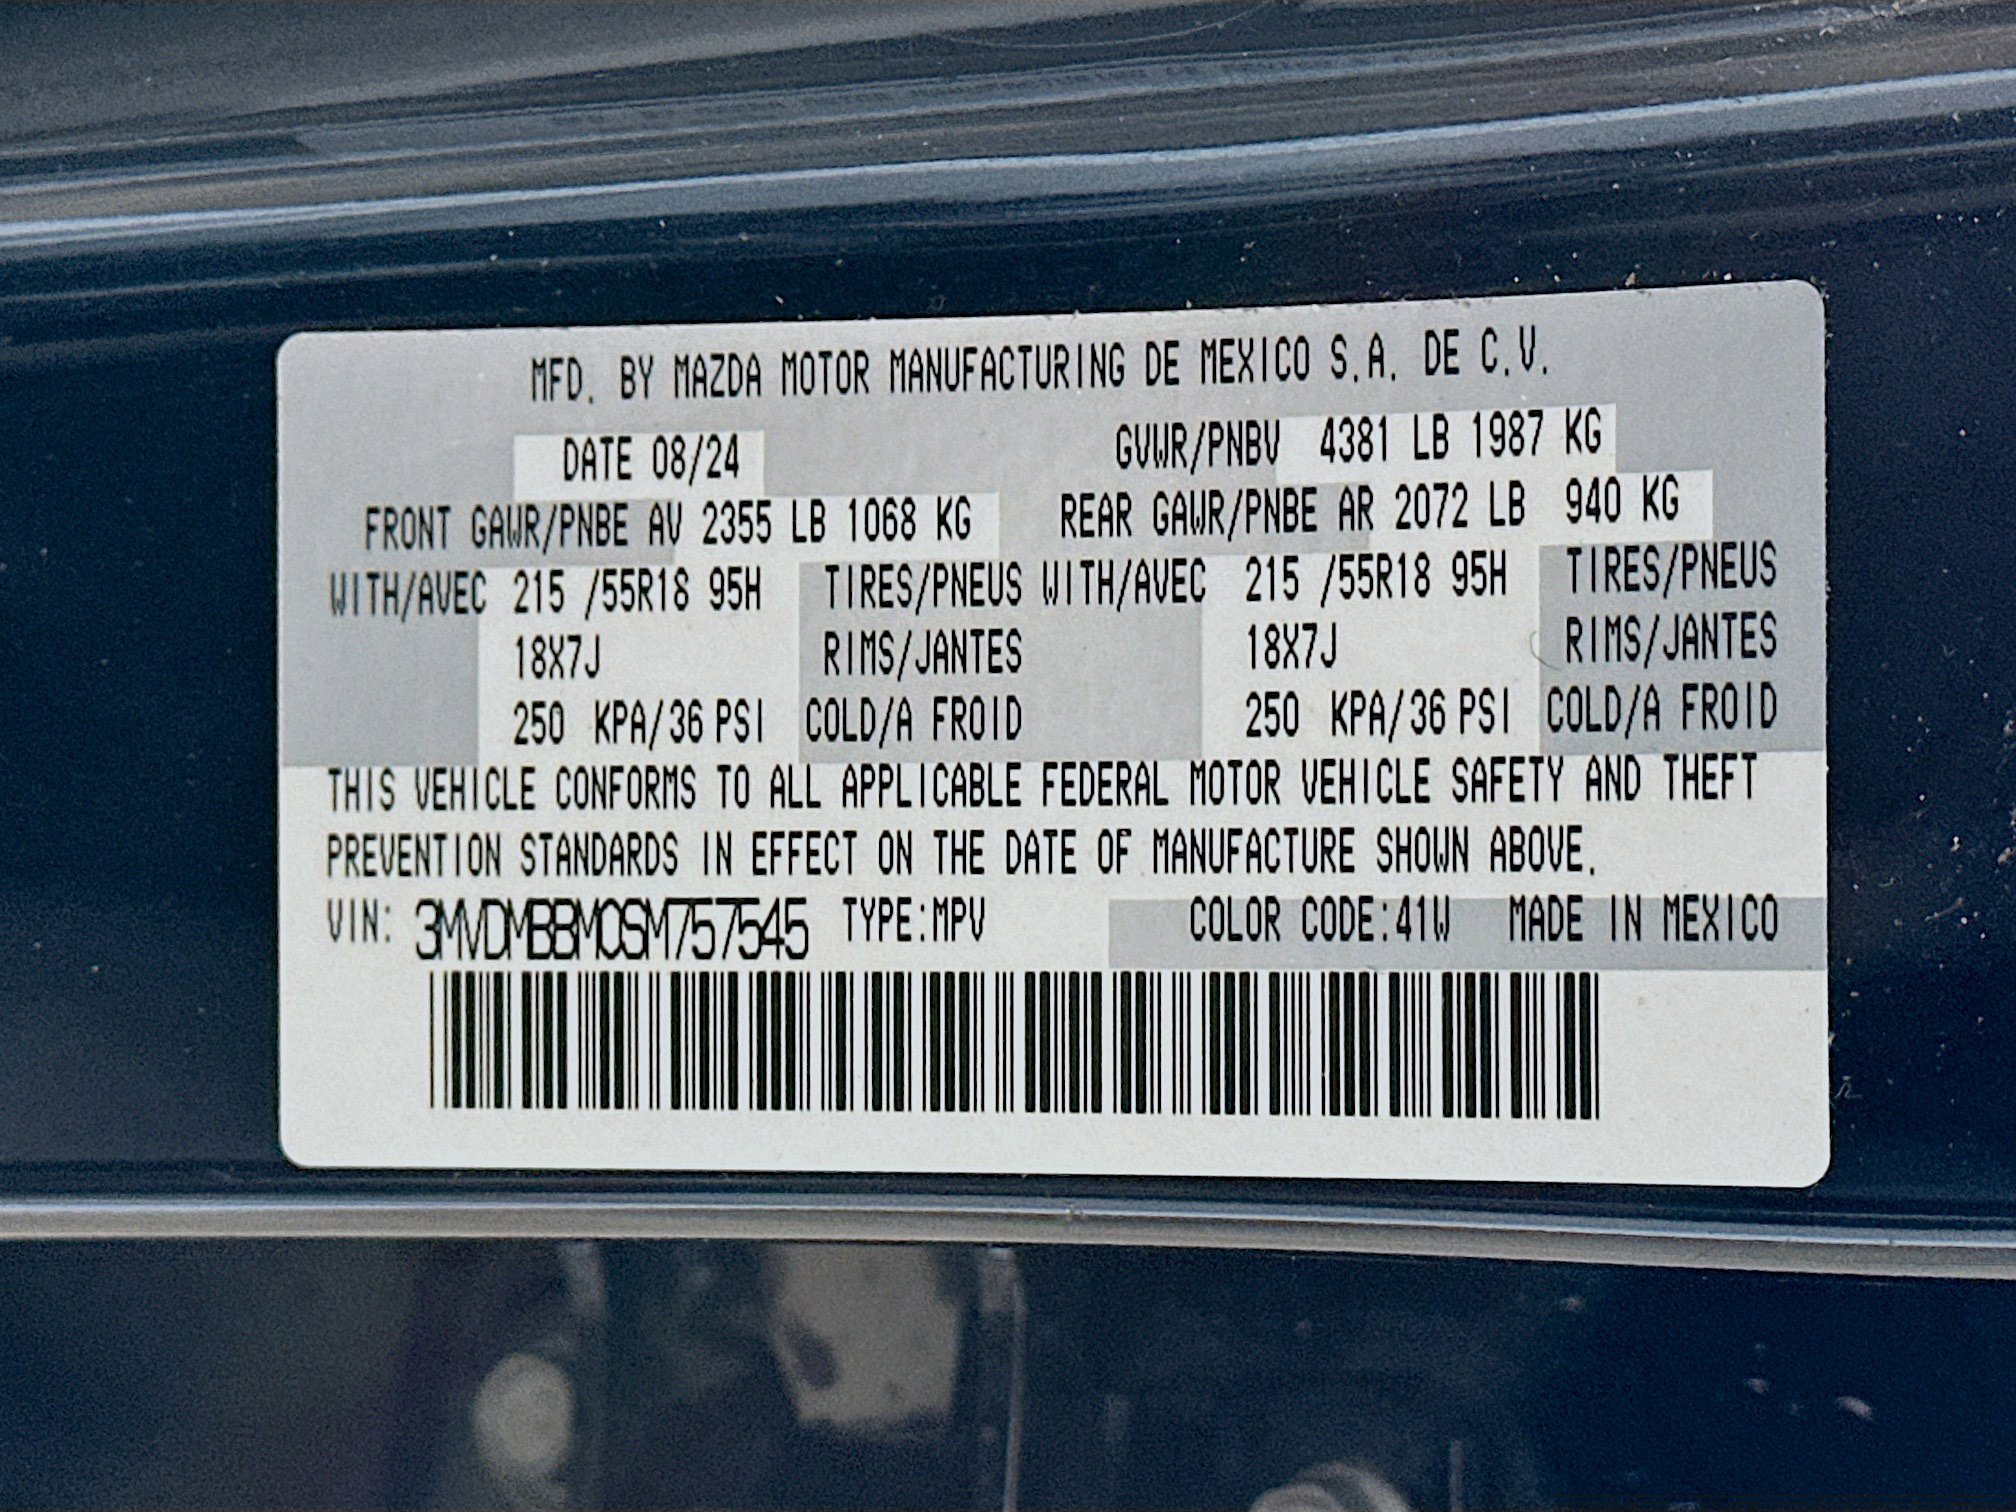 MFD. BY MAZDA MOTOR MANUFACTURING DE MEXICO S.A. DE C.V.
DATE 08/24 GVWR/PNBV 4381 LB 1987 KG
FRONT GAWR/PNBE AV 2355 LB 1068 KG REAR GAWR/PNBE AR 2072 LB 940 KG
WITH/AVEC 215 /55R18 95H TIRES/PNEUS WITH/AVEC 215 /55R18 95H TIRES/PNEUS
18X7J RIMS/JANTES 18X7J RIMS/JANTES
250 KPA/36 PSI COLD/A FROID 250 KPA/36 PSI COLD/A FROID
THIS VEHICLE CONFORMS TO ALL APPLICABLE FEDERAL MOTOR VEHICLE SAFETY AND THEFT
PREVENTION STANDARDS IN EFFECT ON THE DATE OF MANUFACTURE SHOWN ABOVE.
VIN: 3MVDMBBM0SM757545 TYPE:MPV COLOR CODE:41W MADE IN MEXICO